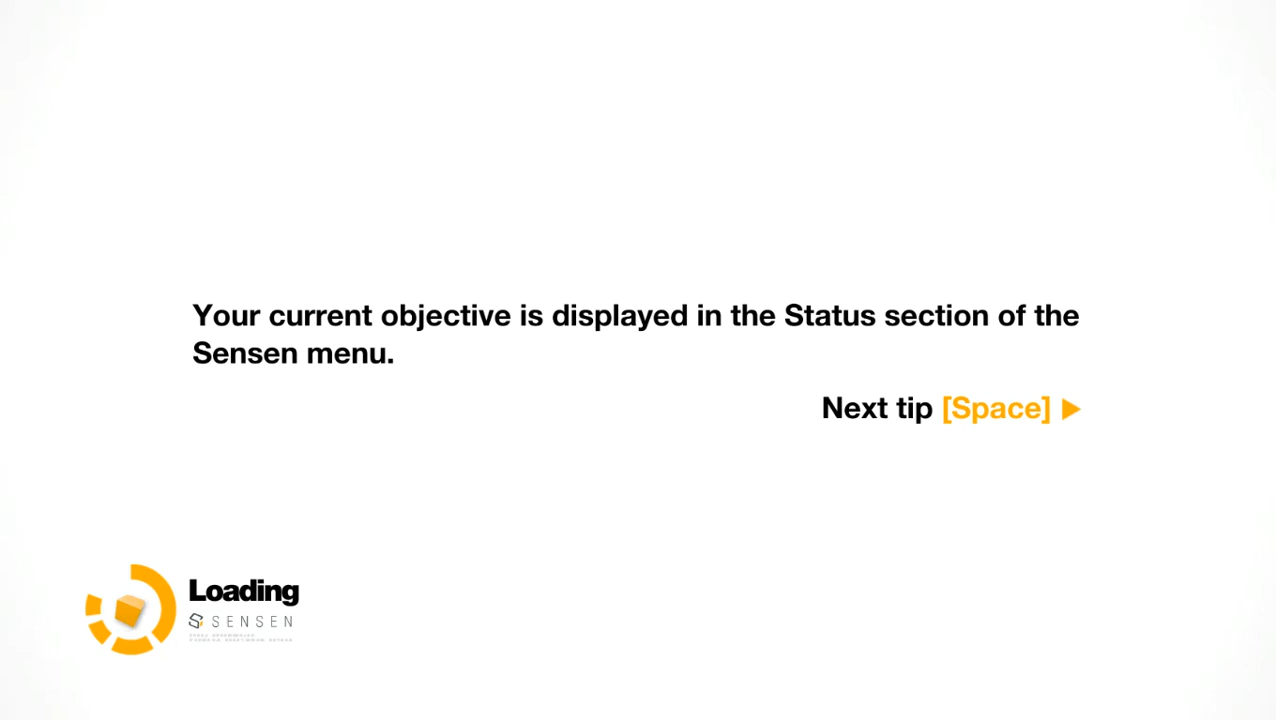 Your current objective is displayed in the Status section of the
Sensen menu.
Next tip [Space]
Loading
SENSEN